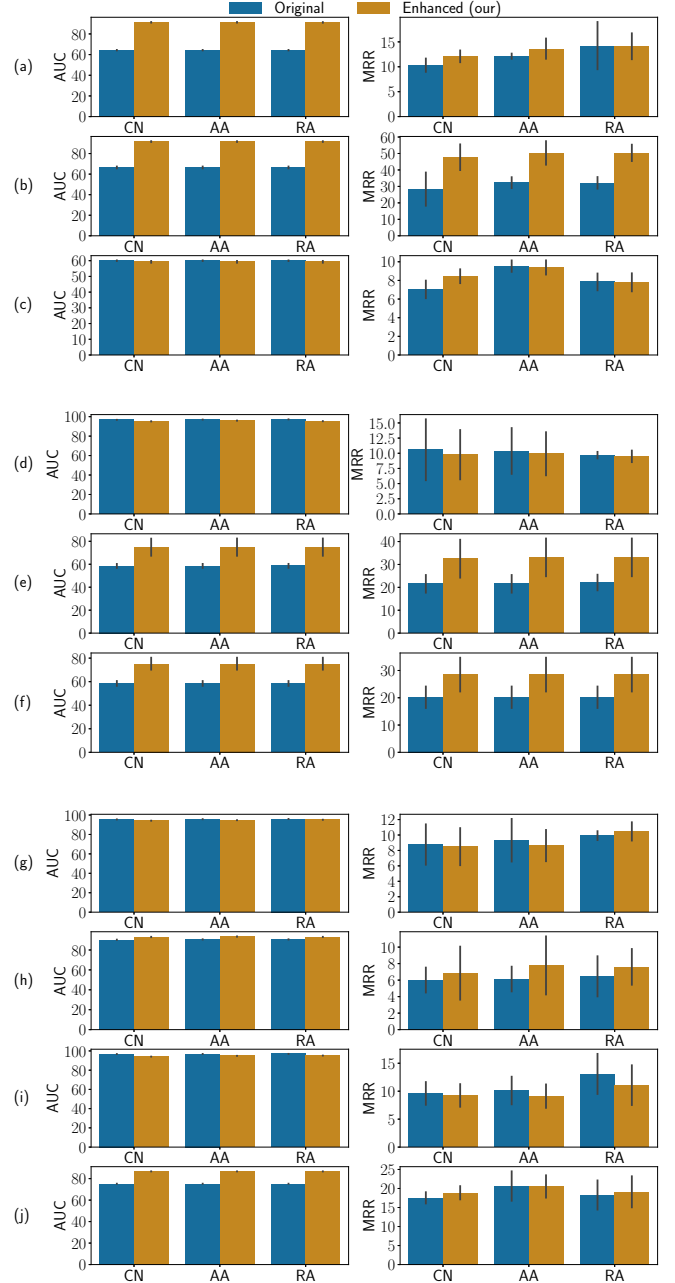 Original Enhanced (our)
(a) AUC 80 60 40 20 0 CN AA RA MRR 15 10 5 0 CN AA RA
(b) AUC 80 60 40 20 0 CN AA RA MRR 60 50 40 30 20 10 0 CN AA RA
(c) AUC 60 50 40 30 20 10 0 CN AA RA MRR 10 8 6 4 2 0 CN AA RA
(d) AUC 100 80 60 40 20 0 CN AA RA MRR 15.0 12.5 10.0 7.5 5.0 2.5 0.0 CN AA RA
(e) AUC 80 60 40 20 0 CN AA RA MRR 40 30 20 10 0 CN AA RA
(f) AUC 80 60 40 20 0 CN AA RA MRR 30 20 10 0 CN AA RA
(g) AUC 100 80 60 40 20 0 CN AA RA MRR 12 10 8 6 4 2 0 CN AA RA
(h) AUC 80 60 40 20 0 CN AA RA MRR 10 8 6 4 2 0 CN AA RA
(i) AUC 100 80 60 40 20 0 CN AA RA MRR 15 10 5 0 CN AA RA
(j) AUC 80 60 40 20 0 CN AA RA MRR 25 20 15 10 5 0 CN AA RA